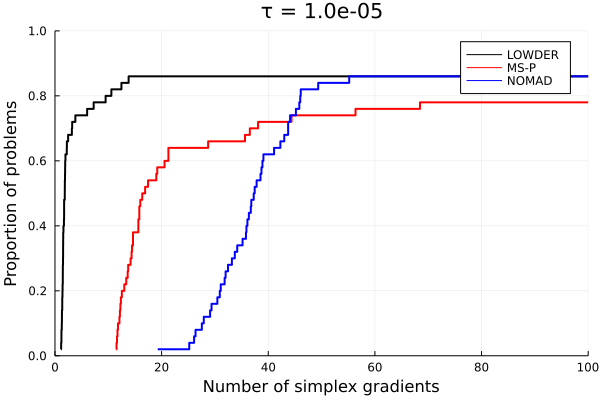 τ = 1.0e-05
Proportion of problems
1.0
0.8
0.6
0.4
0.2
0.0
LOWDER
MS-P
NOMAD
0
20
40
60
80
100
Number of simplex gradients